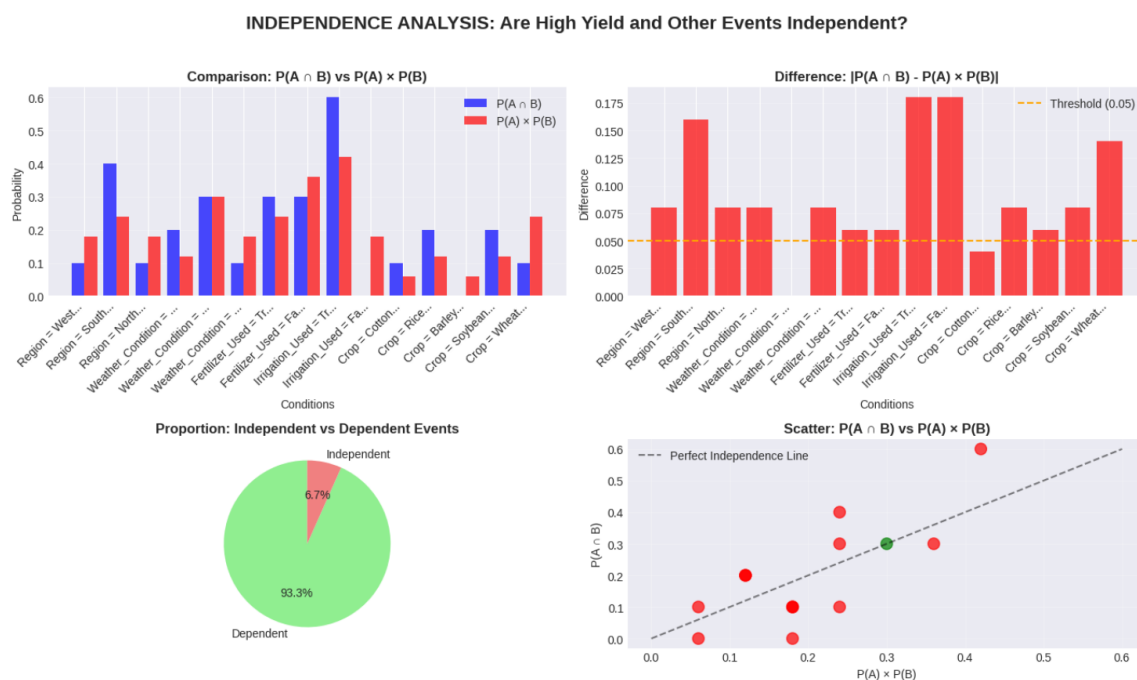 INDEPENDENCE ANALYSIS: Are High Yield and Other Events Independent?
Comparison: P(A ∩ B) vs P(A) × P(B)
P(A ∩ B)
P(A) × P(B)
Probability
0.6
0.5
0.4
0.3
0.2
0.1
0.0
Region = West...
Region = South...
Region = North...
Weather_Condition = ...
Weather_Condition = ...
Weather_Condition = ...
Fertilizer_Used = Tr...
Fertilizer_Used = Fa...
Irrigation_Used = Tr...
Irrigation_Used = Fa...
Crop = Cotton...
Crop = Rice...
Crop = Barley...
Crop = Soybean...
Crop = Wheat...
Conditions
Difference: |P(A ∩ B) - P(A) × P(B)|
Threshold (0.05)
Difference
0.175
0.150
0.125
0.100
0.075
0.050
0.025
0.000
Region = West...
Region = South...
Region = North...
Weather_Condition = ...
Weather_Condition = ...
Weather_Condition = ...
Fertilizer_Used = Tr...
Fertilizer_Used = Fa...
Irrigation_Used = Tr...
Irrigation_Used = Fa...
Crop = Cotton...
Crop = Rice...
Crop = Barley...
Crop = Soybean...
Crop = Wheat...
Conditions
Proportion: Independent vs Dependent Events
Independent
6.7%
93.3%
Dependent
Scatter: P(A ∩ B) vs P(A) × P(B)
Perfect Independence Line
P(A ∩ B)
0.6
0.5
0.4
0.3
0.2
0.1
0.0
0.0 0.1 0.2 0.3 0.4 0.5 0.6
P(A) × P(B)